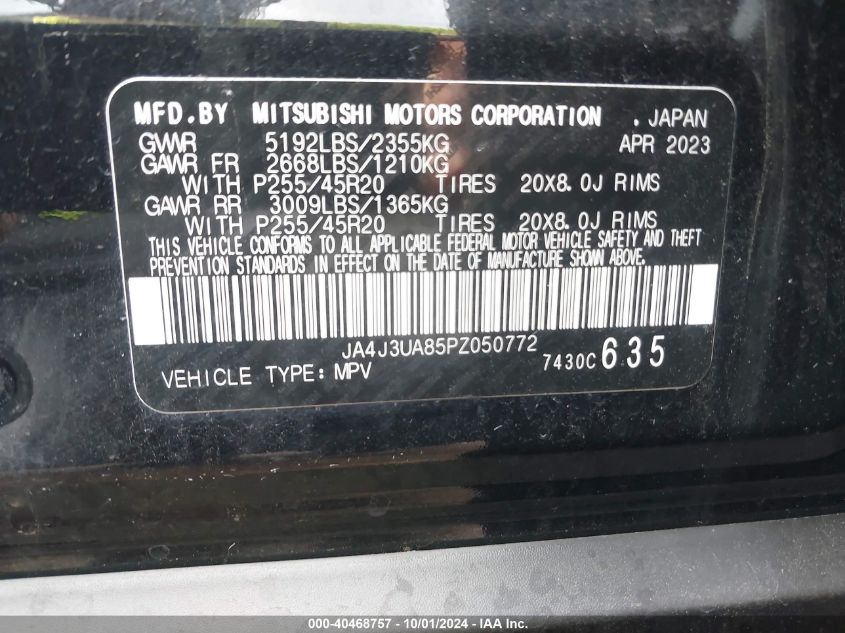 MFD.BY MITSUBISHI MOTORS CORPORATION . JAPAN
GVWR 5192LBS/2355KG APR 2023
GAWR FR 2668LBS/1210KG
WITH P255/45R20 TIRES 20X8.0J RIMS
GAWR RR 3009LBS/1365KG
WITH P255/45R20 TIRES 20X8.0J RIMS
THIS VEHICLE CONFORMS TO ALL APPLICABLE FEDERAL MOTOR VEHICLE SAFETY AND THEFT
PREVENTION STANDARDS IN EFFECT ON THE DATE OF MANUFACTURE SHOWN ABOVE.
JA4J3UA85PZ050772
VEHICLE TYPE: MPV 7430C 635
000-40468757 - 10/01/2024 - IAA Inc.